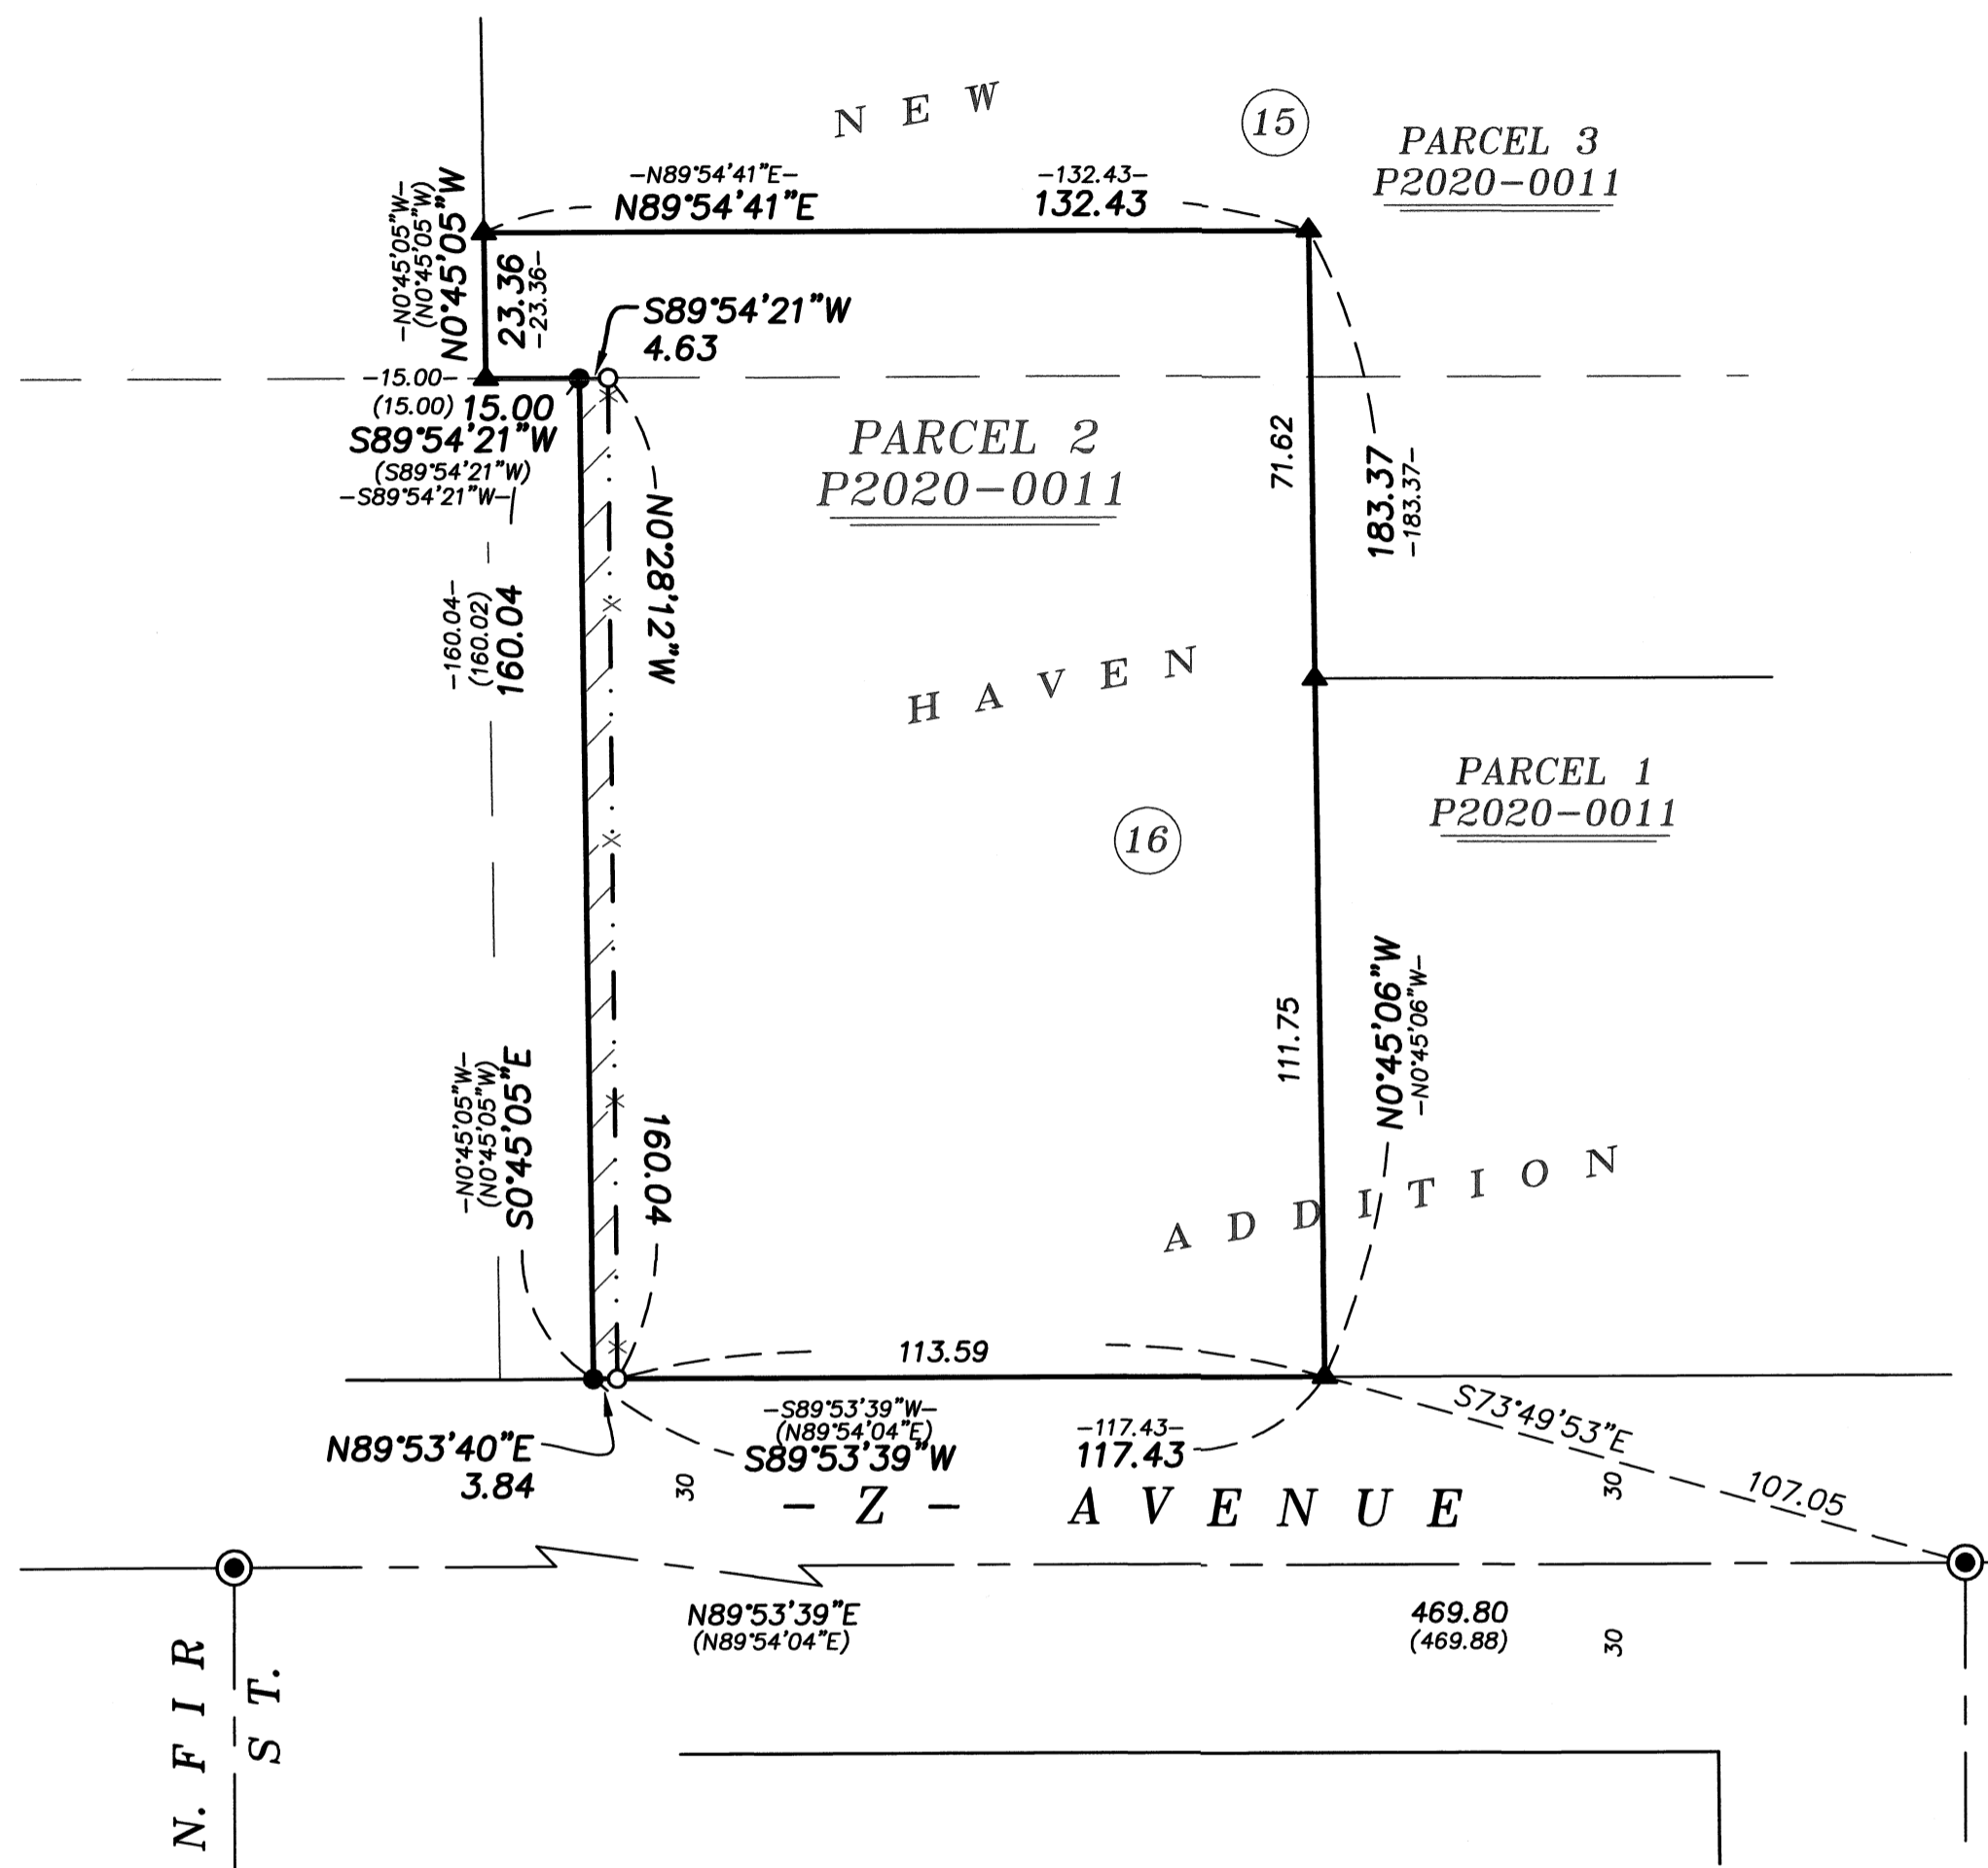 N E W
15
PARCEL 3
P2020-0011
-N89°54'41"E-
N89°54'41"E
-132.43-
132.43
-N0°45'05"W-
(N0°45'05"W)
N0°45'05"W
23.36
-23.36-
S89°54'21"W
4.63
-15.00-
(15.00) 15.00
S89°54'21"W
(S89°54'21"W)
-S89°54'21"W-
PARCEL 2
P2020-0011
71.62
183.37
-183.37-
N0°28'12"W
-160.04-
(160.02)
160.04
H A V E N
PARCEL 1
P2020-0011
16
111.75
N0°45'06"W
-N0°45'06"W-
-N0°45'05"W-
(N0°45'05"W)
S0°45'05"E
160.04
A D D I T I O N
113.59
-S89°53'39"W-
(N89°54'04"E)
S89°53'39"W
-117.43-
117.43
S73°49'53"E
107.05
N89°53'40"E
3.84
30
30
- Z - A V E N U E
N89°53'39"E
(N89°54'04"E)
469.80
(469.88)
30
N. F I R
S T.